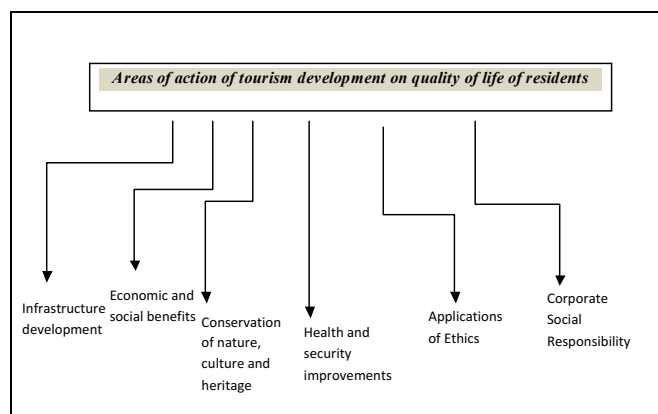 Areas of action of tourism development on quality of life of residents
Infrastructure
development
Economic and
social benefits
Conservation
of nature,
culture and
heritage
Health and
security
improvements
Applications
of Ethics
Corporate
Social
Responsibility